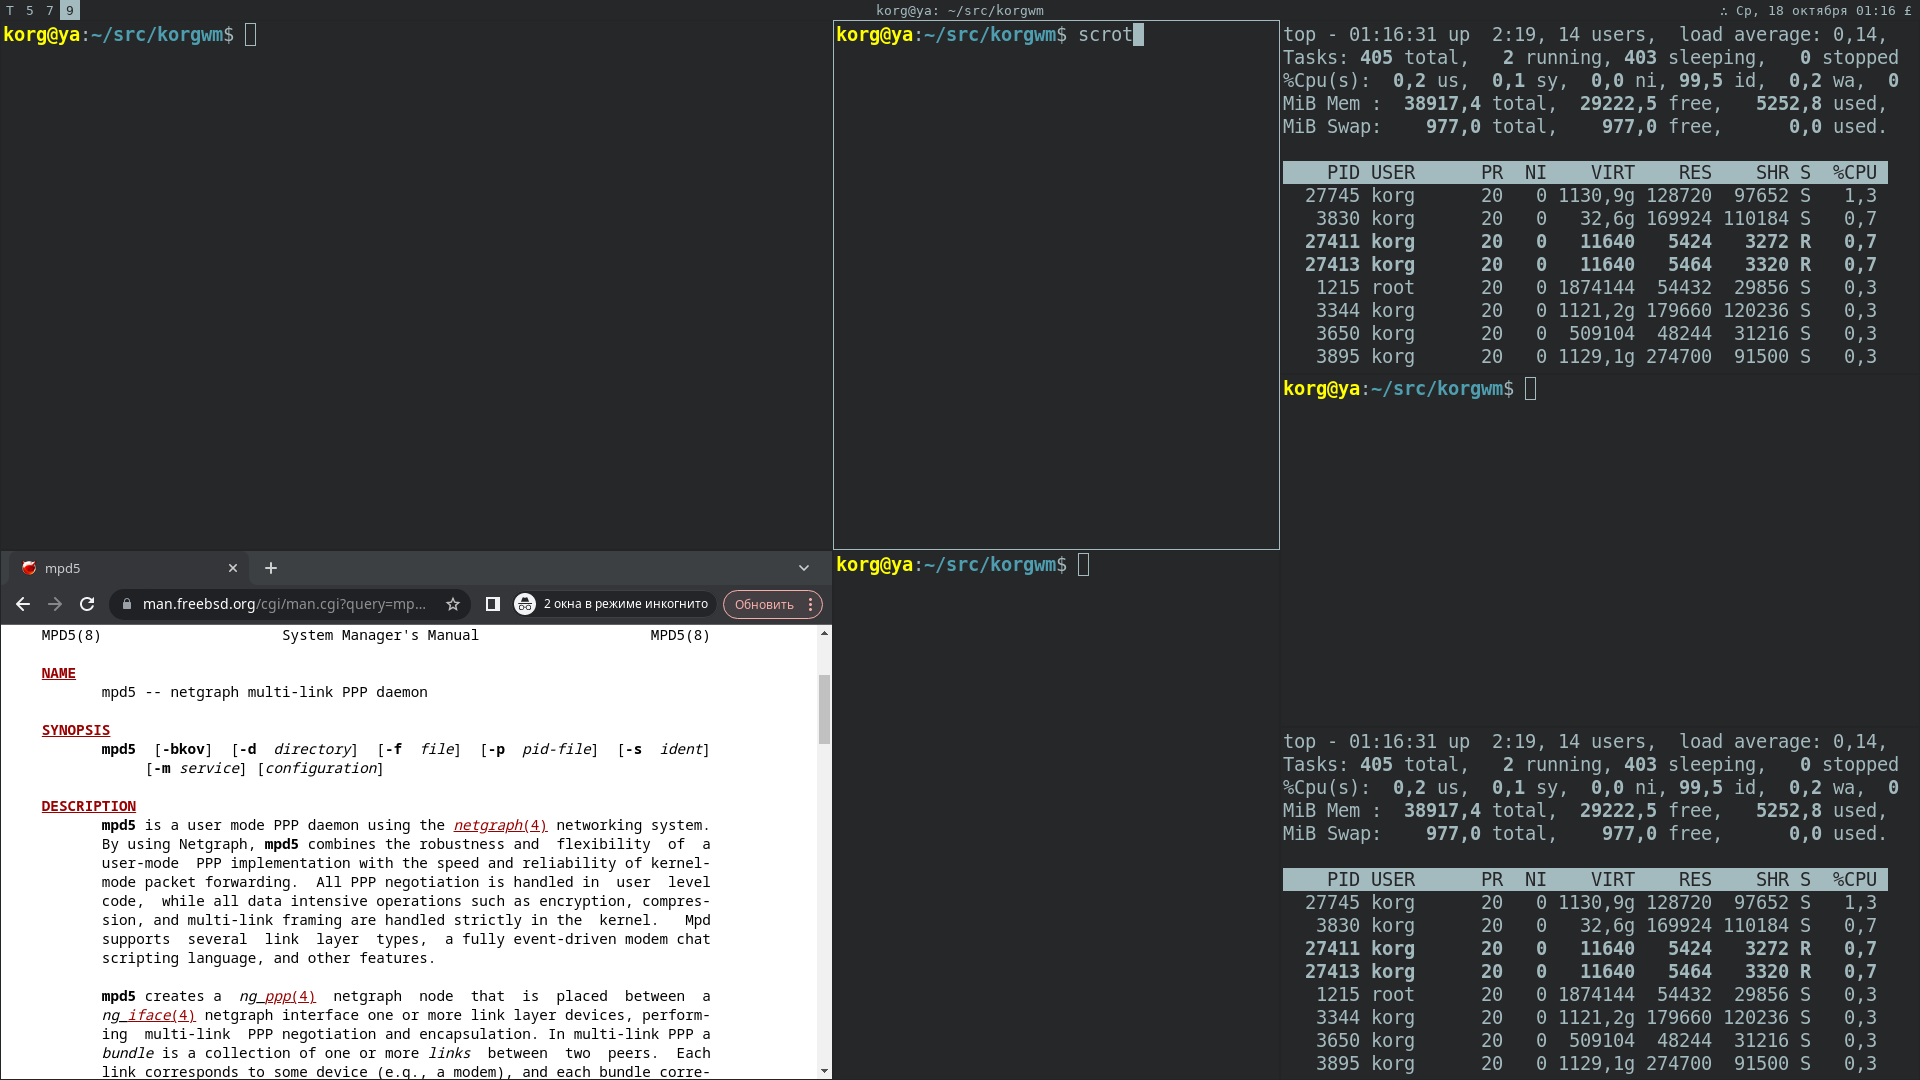 T 5 7 9
korg@ya: ~/src/korgwm
∴ Ср, 18 октября 01:16 £
korg@ya:~/src/korgwm$
korg@ya:~/src/korgwm$ scrot
top - 01:16:31 up  2:19, 14 users,  load average: 0,14,
Tasks: 405 total,   2 running, 403 sleeping,   0 stopped
%Cpu(s):  0,2 us,  0,1 sy,  0,0 ni, 99,5 id,  0,2 wa,  0
MiB Mem :  38917,4 total,  29222,5 free,   5252,8 used,
MiB Swap:    977,0 total,    977,0 free,      0,0 used.
PID USER      PR  NI    VIRT    RES    SHR S  %CPU
27745 korg      20   0 1130,9g 128720  97652 S   1,3
3830 korg      20   0   32,6g 169924 110184 S   0,7
27411 korg      20   0   11640   5424   3272 R   0,7
27413 korg      20   0   11640   5464   3320 R   0,7
1215 root      20   0 1874144  54432  29856 S   0,3
3344 korg      20   0 1121,2g 179660 120236 S   0,3
3650 korg      20   0  509104  48244  31216 S   0,3
3895 korg      20   0 1129,1g 274700  91500 S   0,3
korg@ya:~/src/korgwm$
mpd5
man.freebsd.org/cgi/man.cgi?query=mp...
2 окна в режиме инкогнито
Обновить
MPD5(8) System Manager's Manual MPD5(8)
NAME
mpd5 -- netgraph multi-link PPP daemon
SYNOPSIS
mpd5 [-bkov] [-d directory] [-f file] [-p pid-file] [-s ident]
[-m service] [configuration]
DESCRIPTION
mpd5 is a user mode PPP daemon using the netgraph(4) networking system.
By using Netgraph, mpd5 combines the robustness and flexibility of a
user-mode PPP implementation with the speed and reliability of kernel-
mode packet forwarding. All PPP negotiation is handled in user level
code, while all data intensive operations such as encryption, compres-
sion, and multi-link framing are handled strictly in the kernel. Mpd
supports several link layer types, a fully event-driven modem chat
scripting language, and other features.
mpd5 creates a ng_ppp(4) netgraph node that is placed between a
ng_iface(4) netgraph interface one or more link layer devices, perform-
ing multi-link PPP negotiation and encapsulation. In multi-link PPP a
bundle is a collection of one or more links between two peers. Each
link corresponds to some device (e.g., a modem), and each bundle corre-
korg@ya:~/src/korgwm$
top - 01:16:31 up  2:19, 14 users,  load average: 0,14,
Tasks: 405 total,   2 running, 403 sleeping,   0 stopped
%Cpu(s):  0,2 us,  0,1 sy,  0,0 ni, 99,5 id,  0,2 wa,  0
MiB Mem :  38917,4 total,  29222,5 free,   5252,8 used,
MiB Swap:    977,0 total,    977,0 free,      0,0 used.
PID USER      PR  NI    VIRT    RES    SHR S  %CPU
27745 korg      20   0 1130,9g 128720  97652 S   1,3
3830 korg      20   0   32,6g 169924 110184 S   0,7
27411 korg      20   0   11640   5424   3272 R   0,7
27413 korg      20   0   11640   5464   3320 R   0,7
1215 root      20   0 1874144  54432  29856 S   0,3
3344 korg      20   0 1121,2g 179660 120236 S   0,3
3650 korg      20   0  509104  48244  31216 S   0,3
3895 korg      20   0 1129,1g 274700  91500 S   0,3